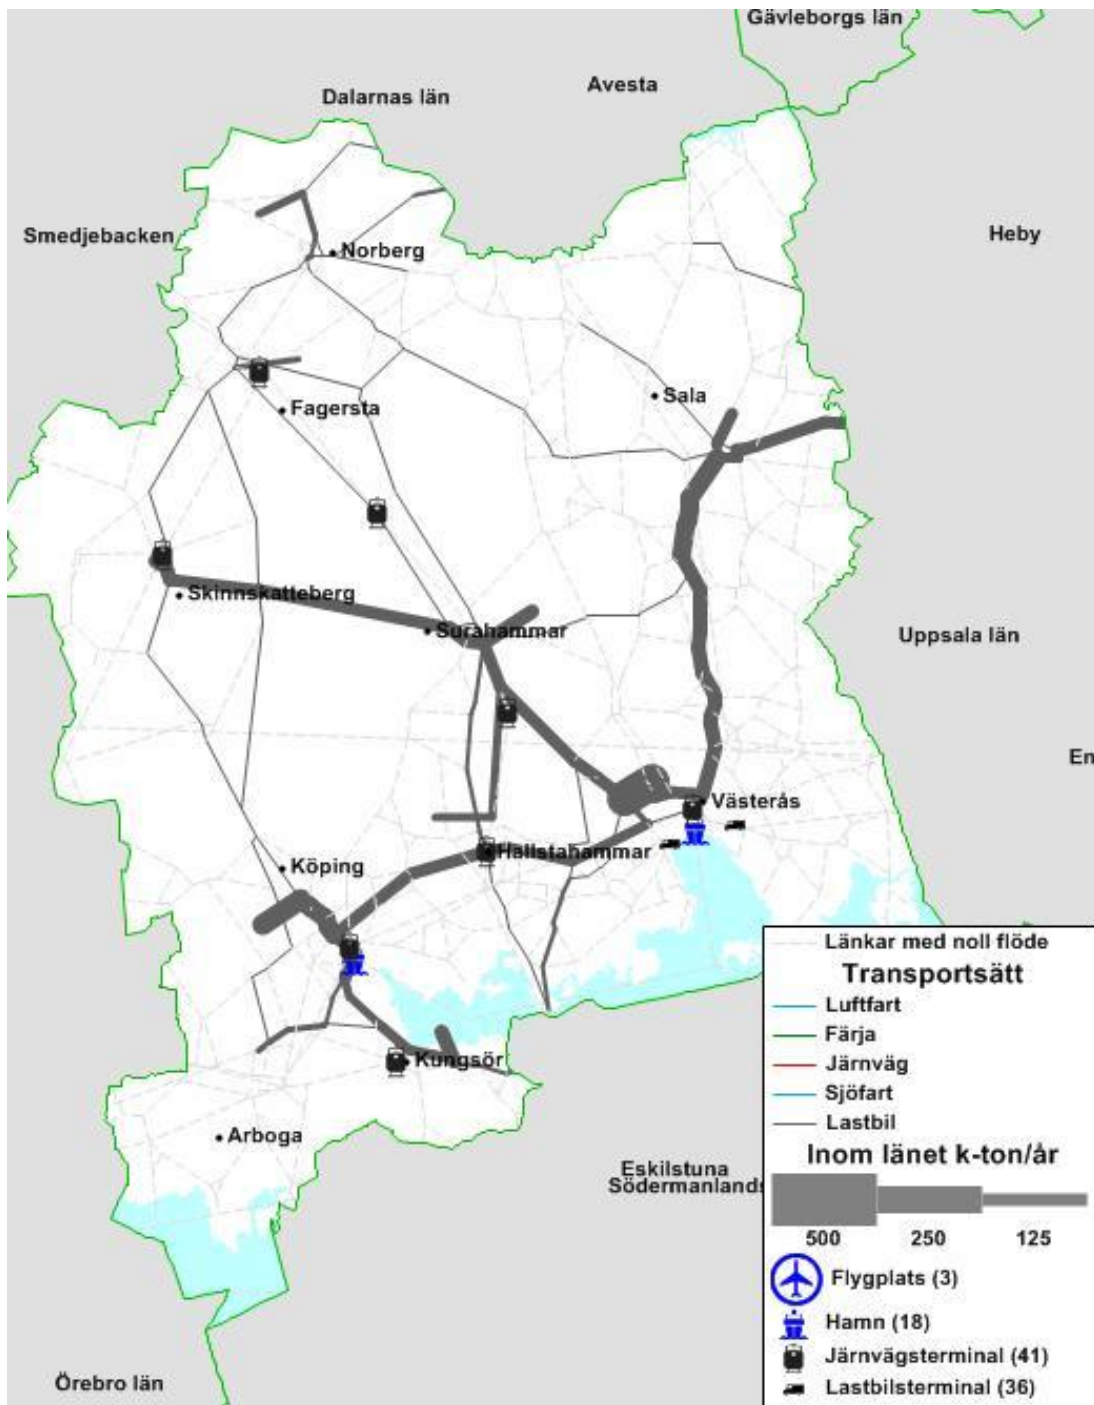 Gävleborgs län
Avesta
Dalarnas län
Smedjebacken
Norberg
Heby
Sala
Fagersta
Skinnskatteberg
Surahammar
Uppsala län
En
Västerås
Hallstahammar
Köping
Kungsör
Arboga
Eskilstuna
Södermanlands
Örebro län
Länkar med noll flöde
Transportsätt
Luftfart
Färja
Järnväg
Sjöfart
Lastbil
Inom länet k-ton/år
500 250 125
Flygplats (3)
Hamn (18)
Järnvägsterminal (41)
Lastbilsterminal (36)